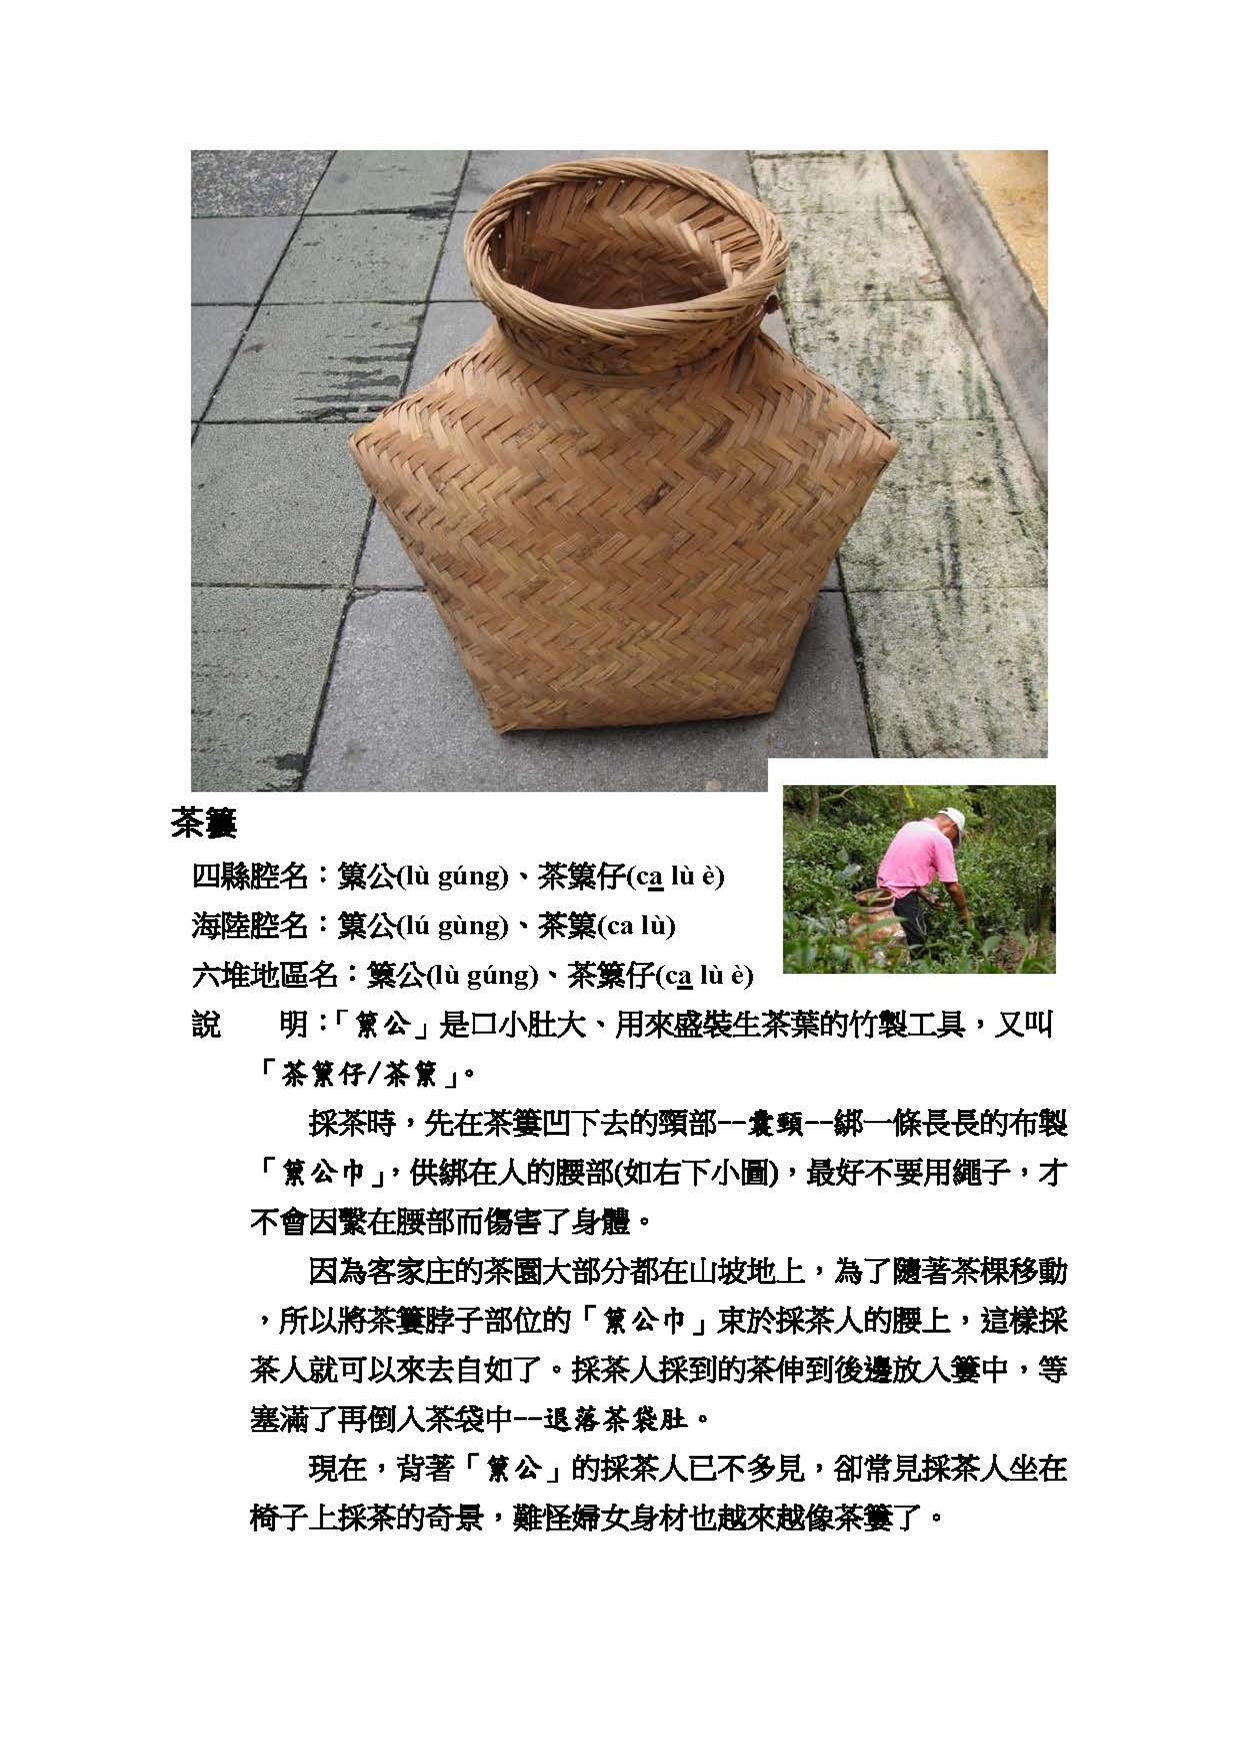 茶簍
四縣腔名：簝公(lù gúng)、茶簝仔(ca lù è)
海陸腔名：簝公(lú gùng)、茶簝(ca lù)
六堆地區名：簝公(lù gúng)、茶簝仔(ca lù è)
說　　明：「簝公」是口小肚大、用來盛裝生茶葉的竹製工具，又叫
「茶簝仔/茶簝」。
採茶時，先在茶簍凹下去的頸部--囊頸--綁一條長長的布製
「簝公巾」，供綁在人的腰部(如右下小圖)，最好不要用繩子，才
不會因繫在腰部而傷害了身體。
因為客家庄的茶園大部分都在山坡地上，為了隨著茶棵移動
，所以將茶簍脖子部位的「簝公巾」束於採茶人的腰上，這樣採
茶人就可以來去自如了。採茶人採到的茶伸到後邊放入簍中，等
塞滿了再倒入茶袋中--退落茶袋肚。
現在，背著「簝公」的採茶人已不多見，卻常見採茶人坐在
椅子上採茶的奇景，難怪婦女身材也越來越像茶簍了。